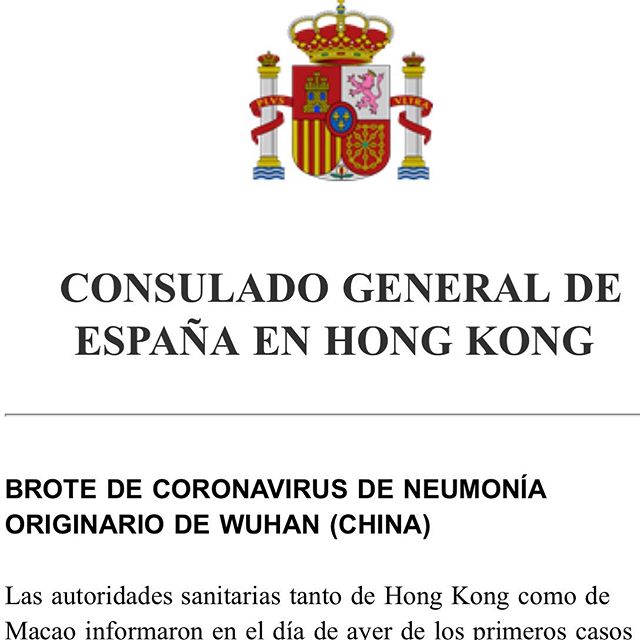 PLVS VLTRA
CONSULADO GENERAL DE
ESPAÑA EN HONG KONG
BROTE DE CORONAVIRUS DE NEUMONÍA
ORIGINARIO DE WUHAN (CHINA)
Las autoridades sanitarias tanto de Hong Kong como de
Macao informaron en el día de ayer de los primeros casos